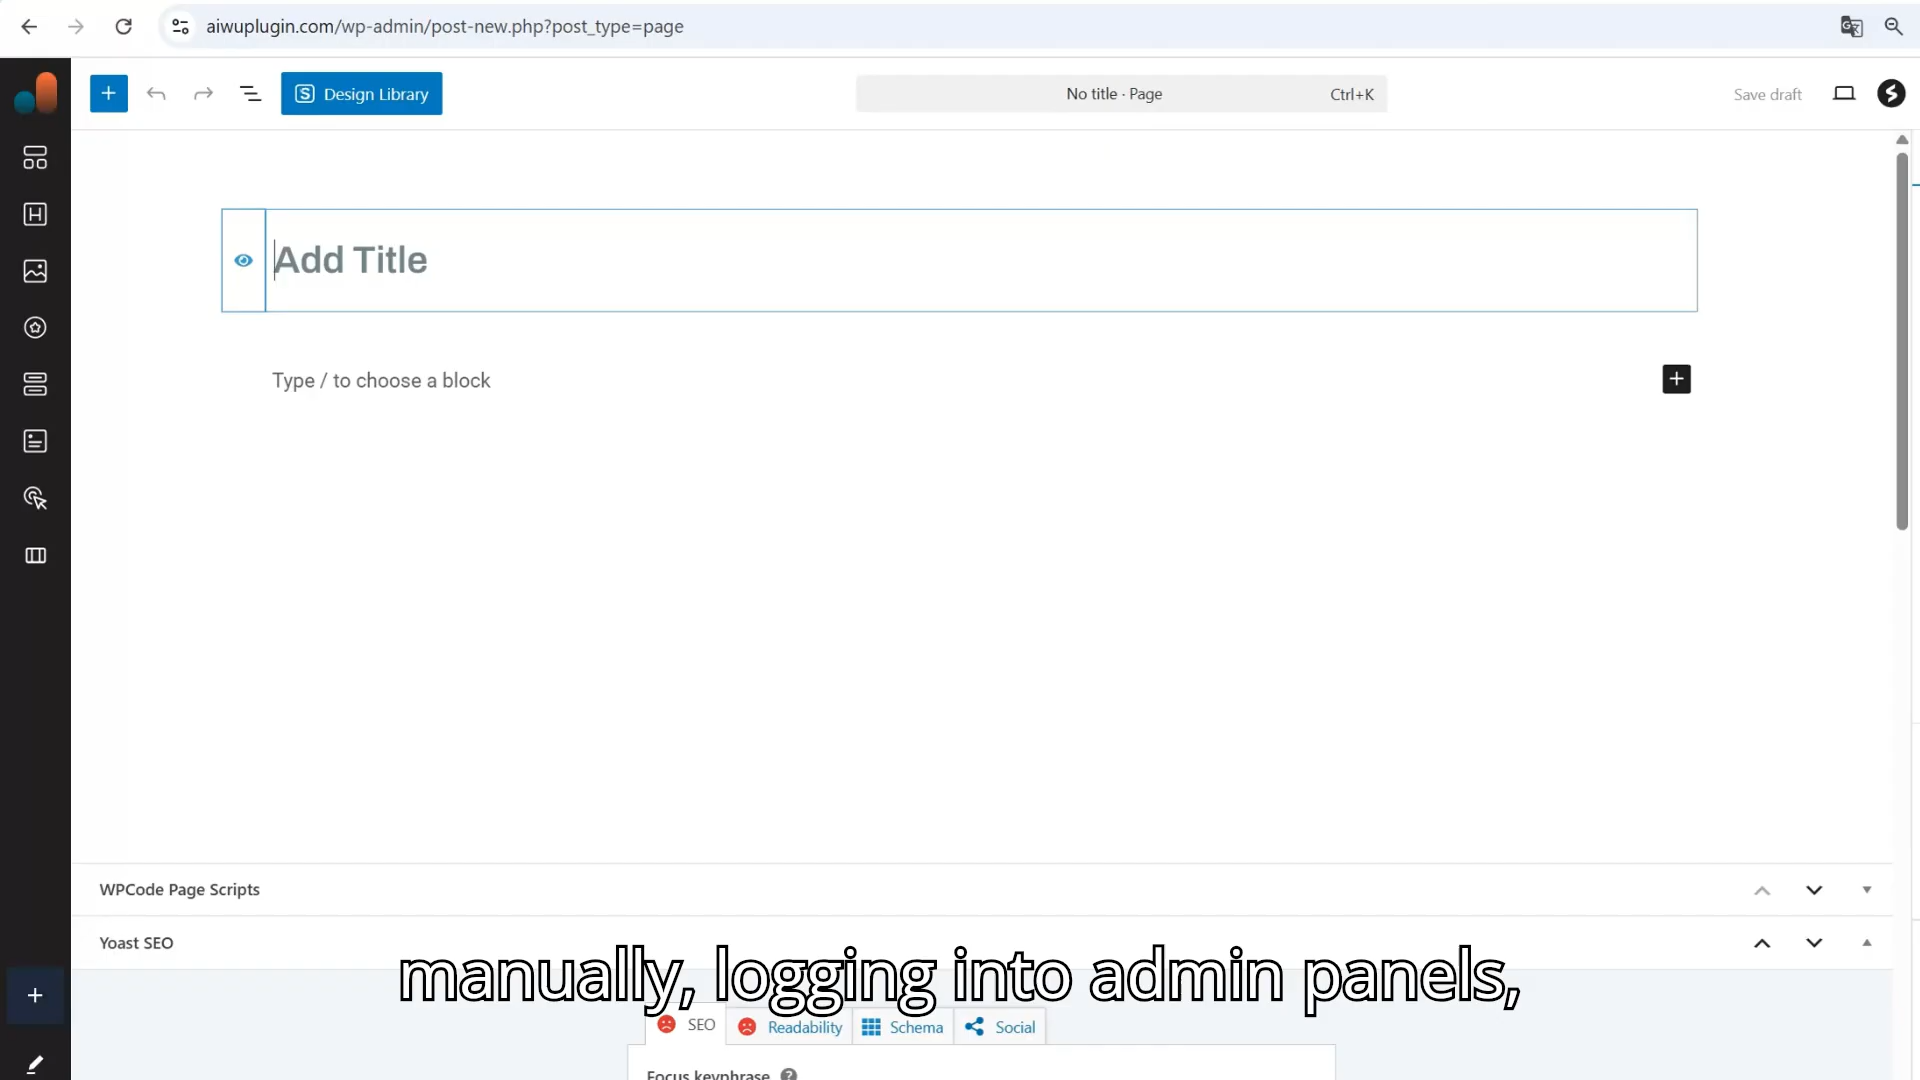 aiwuplugin.com/wp-admin/post-new.php?post_type=page
Design Library
No title · Page
Ctrl+K
Save draft
Add Title
Type / to choose a block
WPCode Page Scripts
Yoast SEO
manually, logging into admin panels,
SEO
Readability
Schema
Social
Focus keyphrase